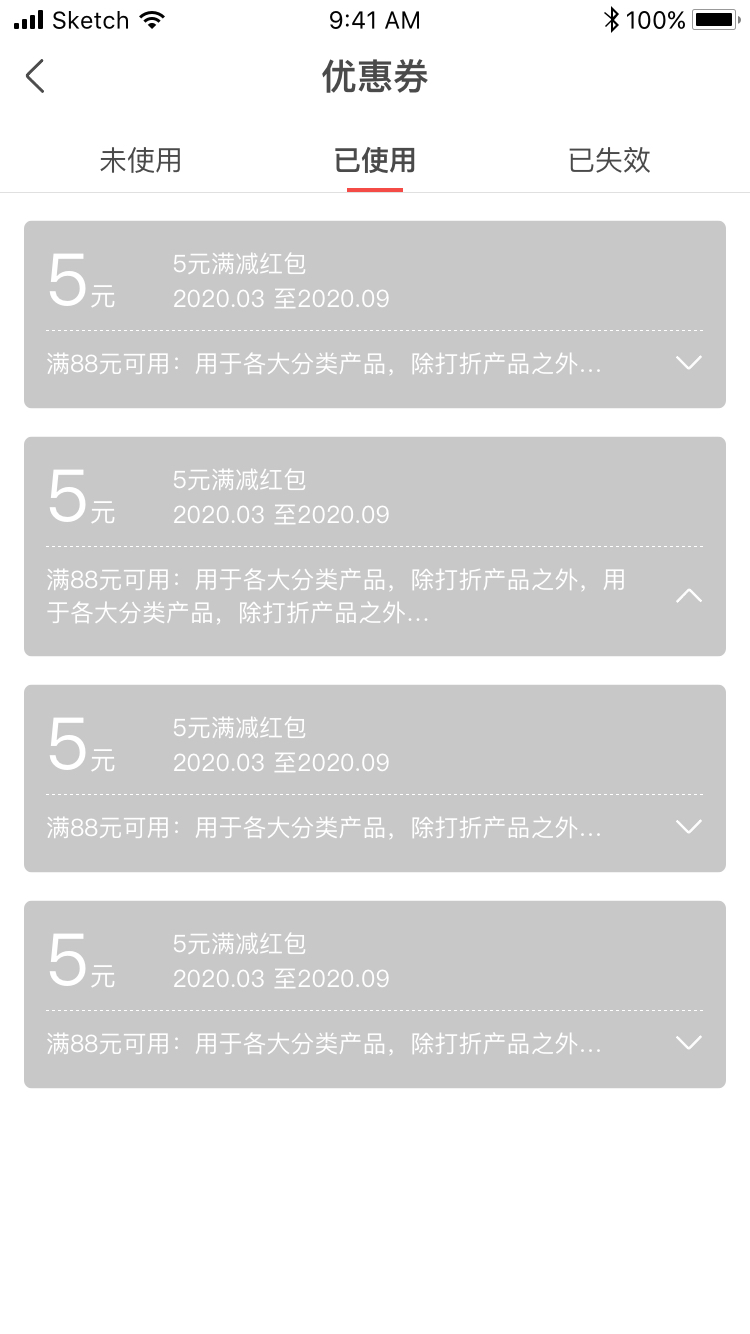 Sketch 9:41 AM 100%
优惠券
未使用 已使用 已失效
5元 5元满减红包
2020.03 至2020.09
满88元可用：用于各大分类产品，除打折产品之外...
5元 5元满减红包
2020.03 至2020.09
满88元可用：用于各大分类产品，除打折产品之外，用
于各大分类产品，除打折产品之外...
5元 5元满减红包
2020.03 至2020.09
满88元可用：用于各大分类产品，除打折产品之外...
5元 5元满减红包
2020.03 至2020.09
满88元可用：用于各大分类产品，除打折产品之外...